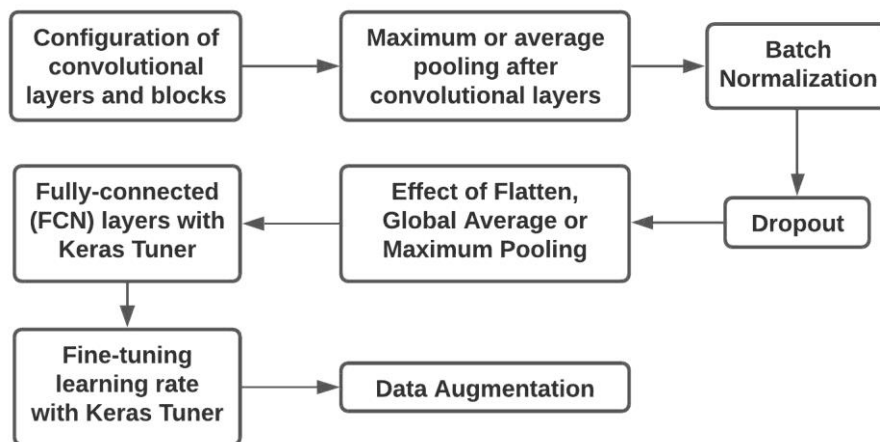 Configuration of
convolutional
layers and blocks
Maximum or average
pooling after
convolutional layers
Batch
Normalization
Dropout
Effect of Flatten,
Global Average or
Maximum Pooling
Fully-connected
(FCN) layers with
Keras Tuner
Fine-tuning
learning rate
with Keras Tuner
Data Augmentation